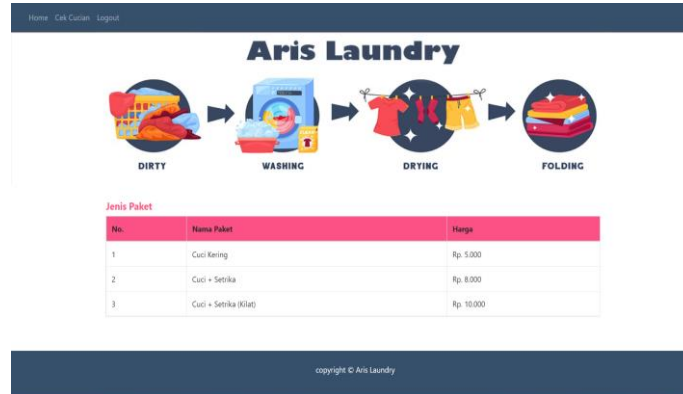 Home Cek Cucian Logout
Aris Laundry
DIRTY WASHING DRYING FOLDING
Jenis Paket
No. Nama Paket Harga
1 Cuci Kering Rp. 5.000
2 Cuci + Setrika Rp. 8.000
3 Cuci + Setrika (Kilat) Rp. 10.000
copyright © Aris Laundry